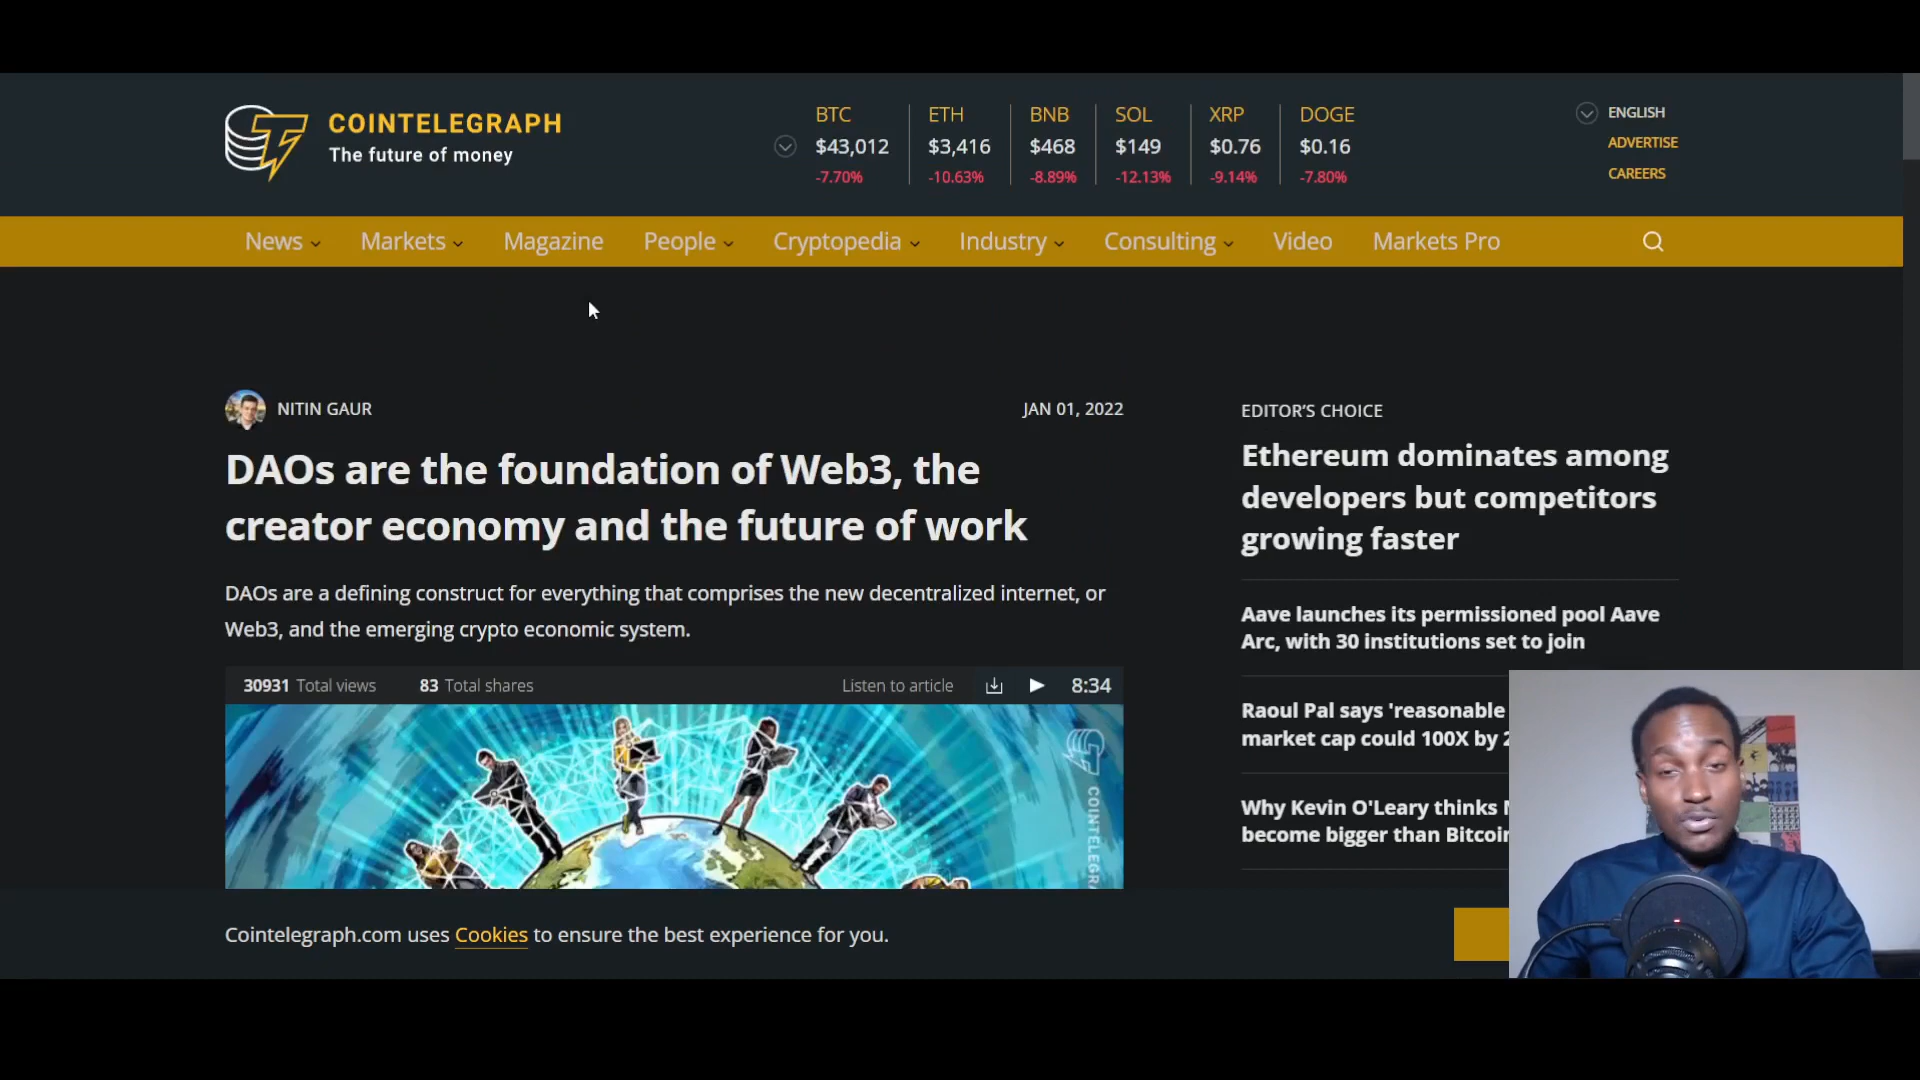 COINTELEGRAPH
The future of money
BTC
$43,012
-7.70%
ETH
$3,416
-10.63%
BNB
$468
-8.89%
SOL
$149
-12.13%
XRP
$0.76
-9.14%
DOGE
$0.16
-7.80%
ENGLISH
ADVERTISE
CAREERS
News Markets Magazine People Cryptopedia Industry Consulting Video Markets Pro
NITIN GAUR
JAN 01, 2022
DAOs are the foundation of Web3, the
creator economy and the future of work
DAOs are a defining construct for everything that comprises the new decentralized internet, or
Web3, and the emerging crypto economic system.
30931 Total views 83 Total shares Listen to article 8:34
COINTELEGRA
EDITOR'S CHOICE
Ethereum dominates among
developers but competitors
growing faster
Aave launches its permissioned pool Aave
Arc, with 30 institutions set to join
Raoul Pal says 'reasonable
market cap could 100X by
Why Kevin O'Leary thinks
become bigger than Bitcoin
Cointelegraph.com uses Cookies to ensure the best experience for you.